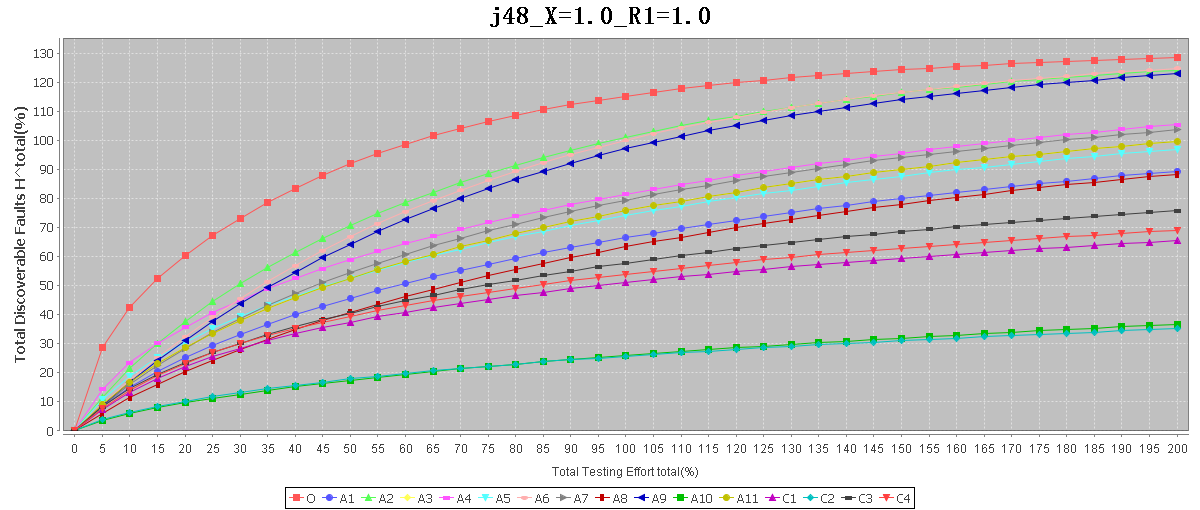 j48_X=1.0_R1=1.0
Total Discoverable Faults H^total(%)
130
120
110
100
90
80
70
60
50
40
30
20
10
0
0 5 10 15 20 25 30 35 40 45 50 55 60 65 70 75 80 85 90 95 100 105 110 115 120 125 130 135 140 145 150 155 160 165 170 175 180 185 190 195 200
Total Testing Effort total(%)
O A1 A2 A3 A4 A5 A6 A7 A8 A9 A10 A11 C1 C2 C3 C4